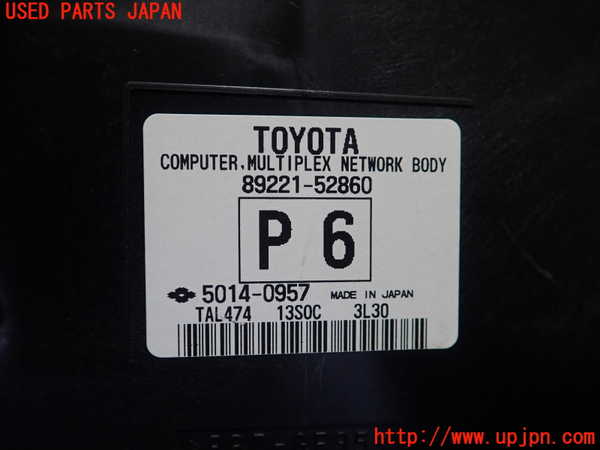 USED PARTS JAPAN
TOYOTA
COMPUTER, MULTIPLEX NETWORK BODY
89221-52860
P 6
5014-0957 MADE IN JAPAN
TAL474 13S0C 3L30
http://www.upjpn.com/